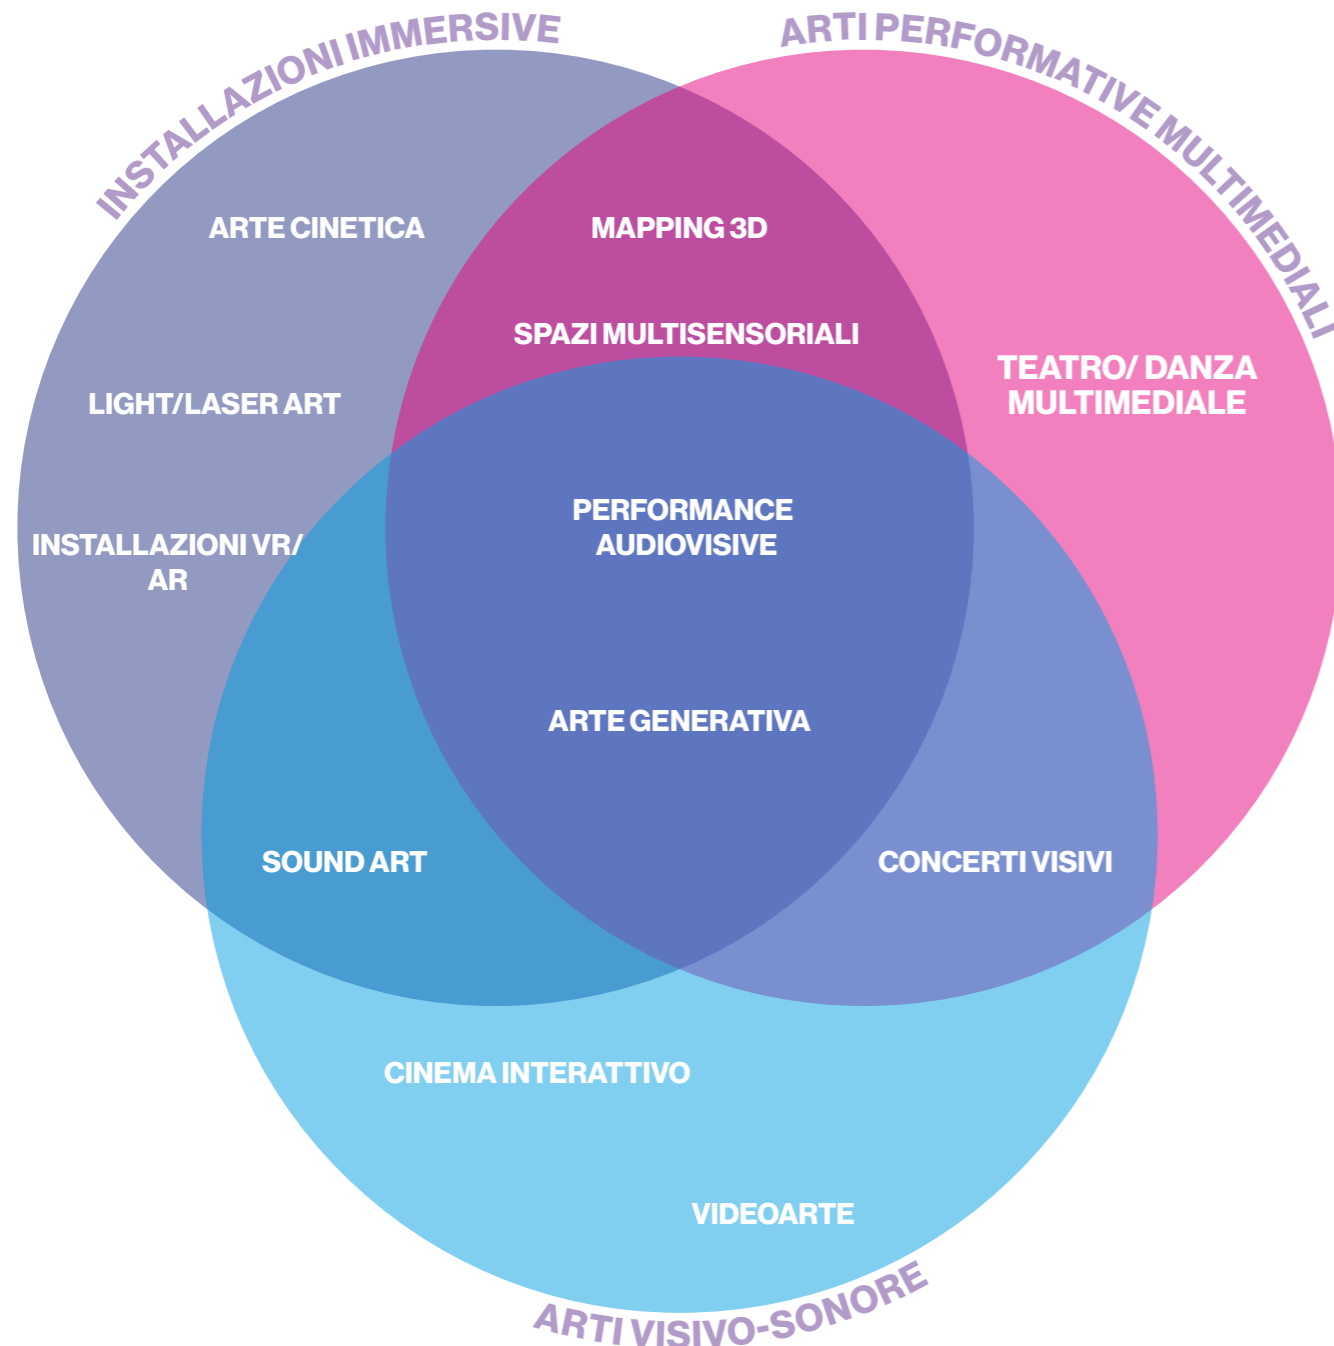 INSTALLAZIONI IMMERSIVE
ARTI PERFORMATIVE MULTIMEDIALI
ARTE CINETICA
MAPPING 3D
SPAZI MULTISENSORIALI
TEATRO/ DANZA
MULTIMEDIALE
LIGHT/LASER ART
PERFORMANCE
AUDIOVISIVE
INSTALLAZIONI VR/
AR
ARTE GENERATIVA
SOUND ART
CONCERTI VISIVI
CINEMA INTERATTIVO
VIDEOARTE
ARTI VISIVO-SONORE